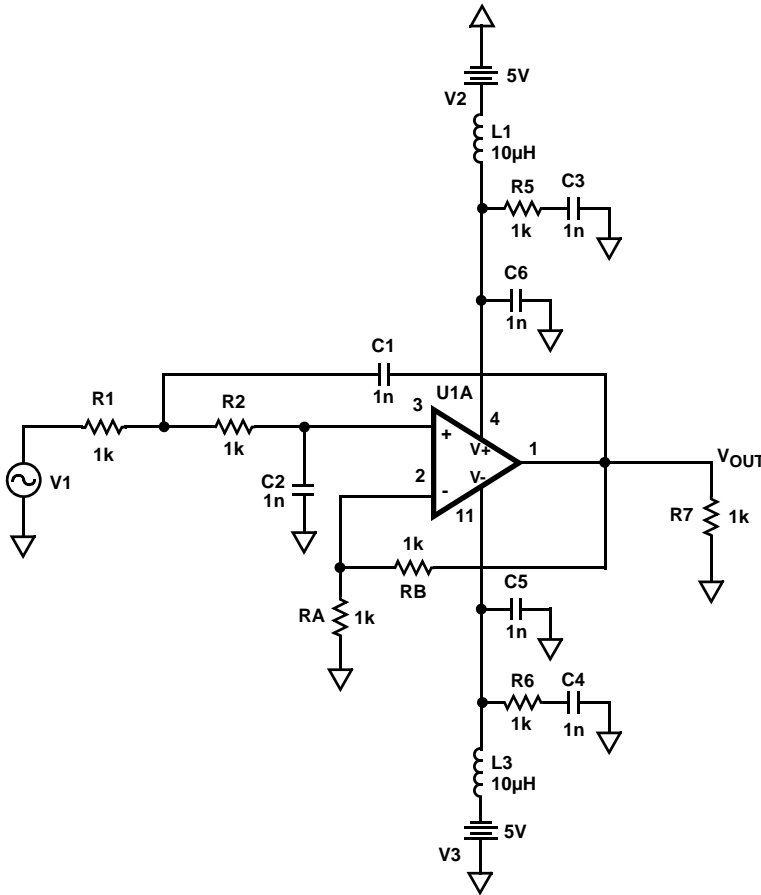 5V
V2
L1
10µH
R5
C3
1k
1n
C6
1n
C1
1n
U1A
R1
1k
R2
1k
3
+
4
V+
1
VOUT
V1
C2
1n
2
-
V-
11
R7
1k
1k
RB
RA
1k
C5
1n
R6
C4
1k
1n
L3
10µH
5V
V3